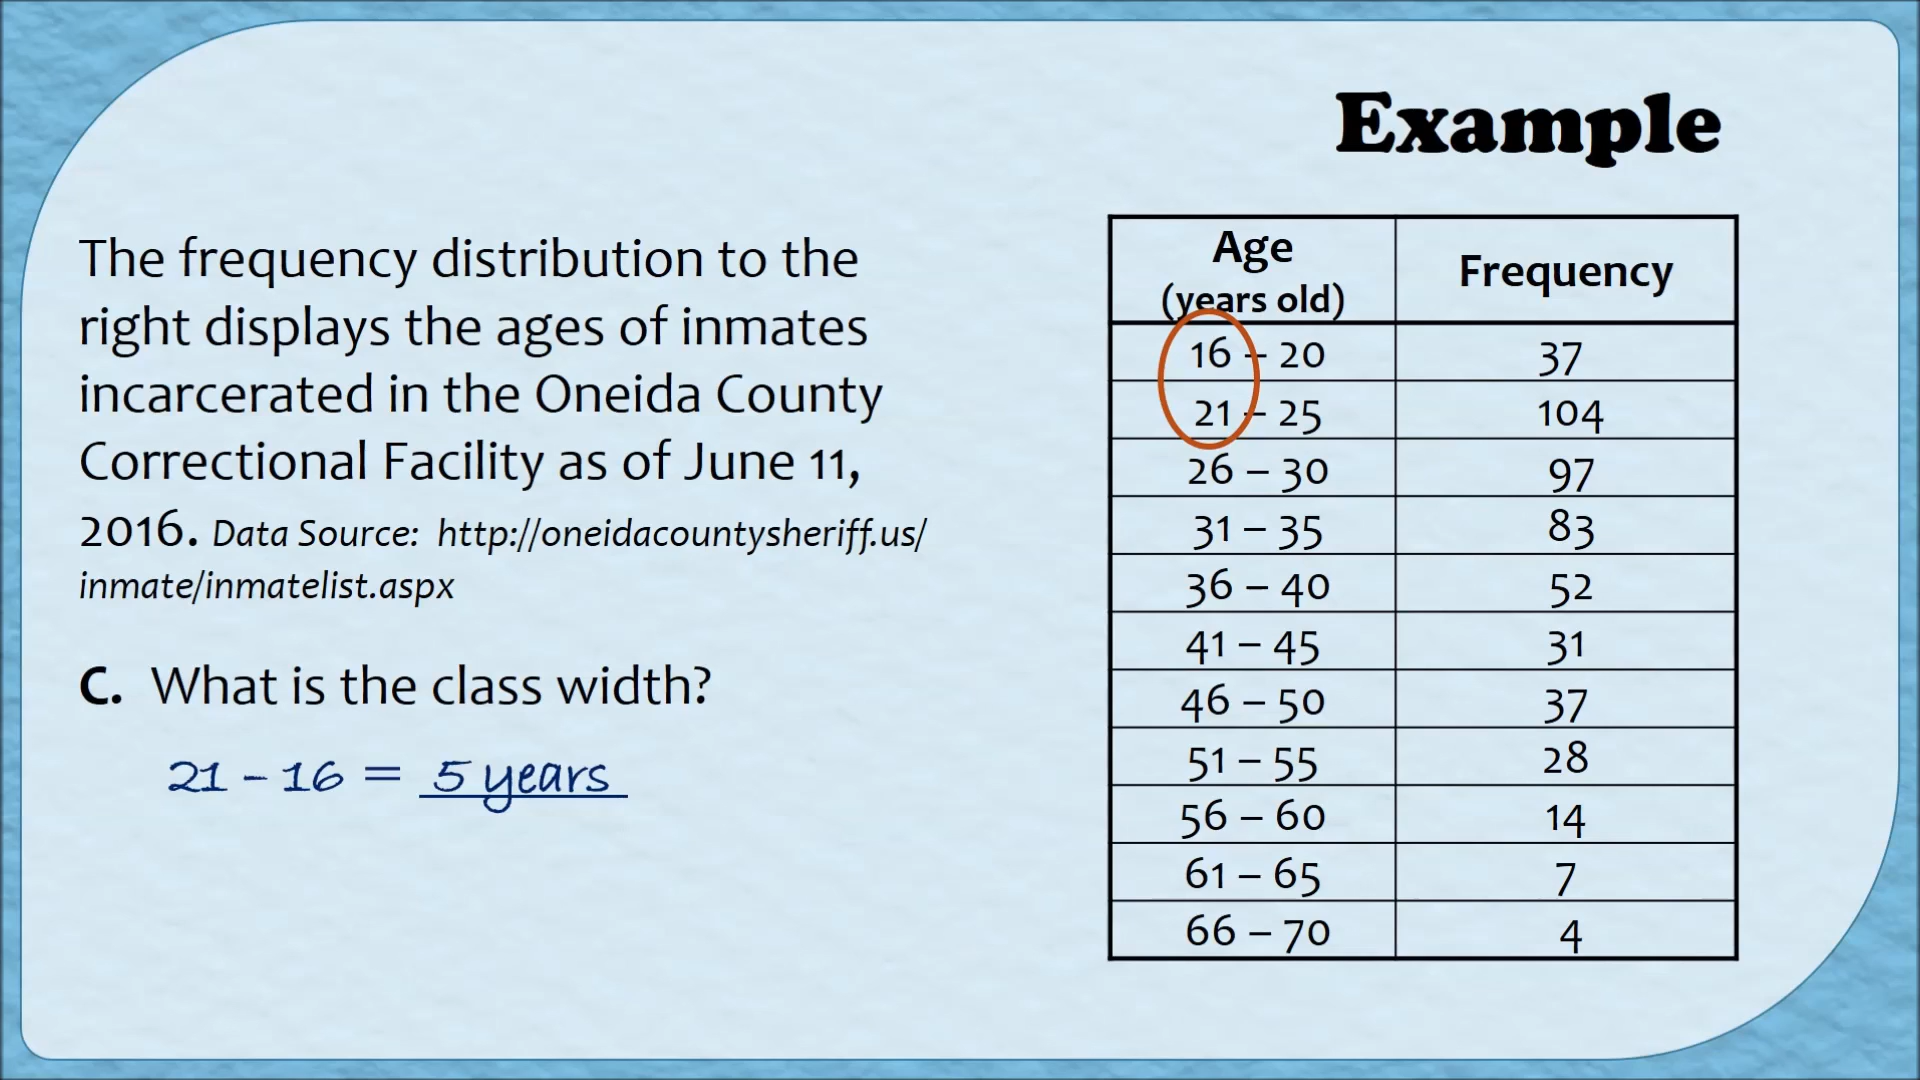 Example
The frequency distribution to the
right displays the ages of inmates
incarcerated in the Oneida County
Correctional Facility as of June 11,
2016. Data Source: http://oneidacountysheriff.us/
inmate/inmatelist.aspx
C. What is the class width?
21 – 16 = 5 years
Age (years old) Frequency
16 – 20 37
21 – 25 104
26 – 30 97
31 – 35 83
36 – 40 52
41 – 45 31
46 – 50 37
51 – 55 28
56 – 60 14
61 – 65 7
66 – 70 4